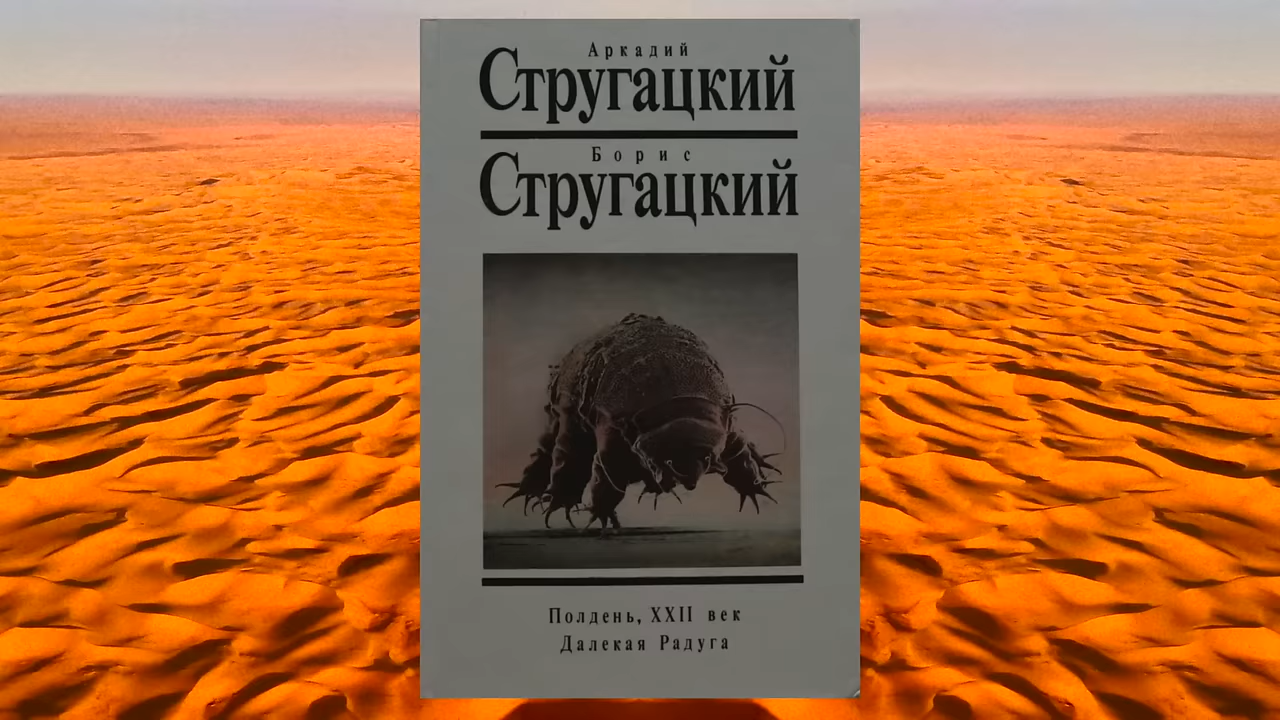 Аркадий
Стругацкий
Борис
Стругацкий
Полдень, XXII век
Далекая Радуга